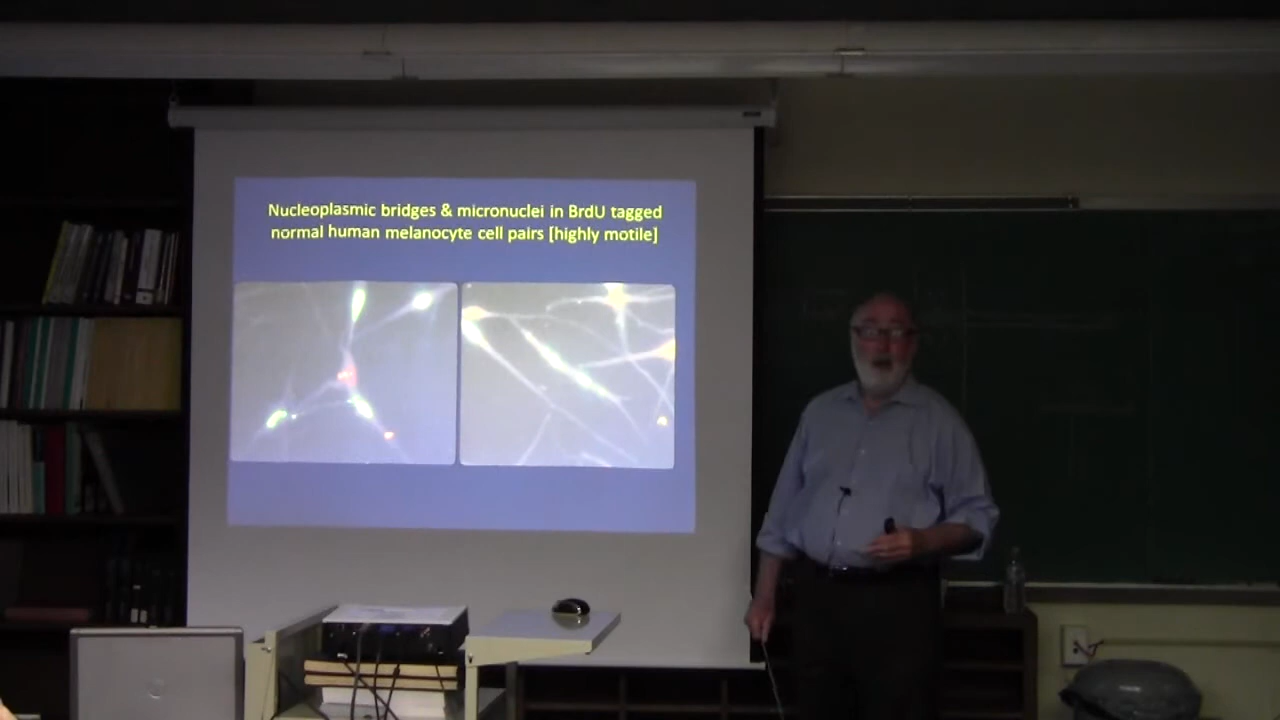 Nucleoplasmic bridges & micronuclei in BrdU tagged
normal human melanocyte cell pairs [highly motile]